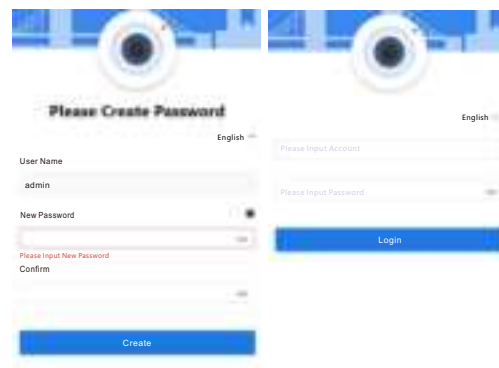 Please Create Password
English
User Name
admin
New Password
Please Input New Password
Confirm
Create
English
Please Input Account
Please Input Password
Login